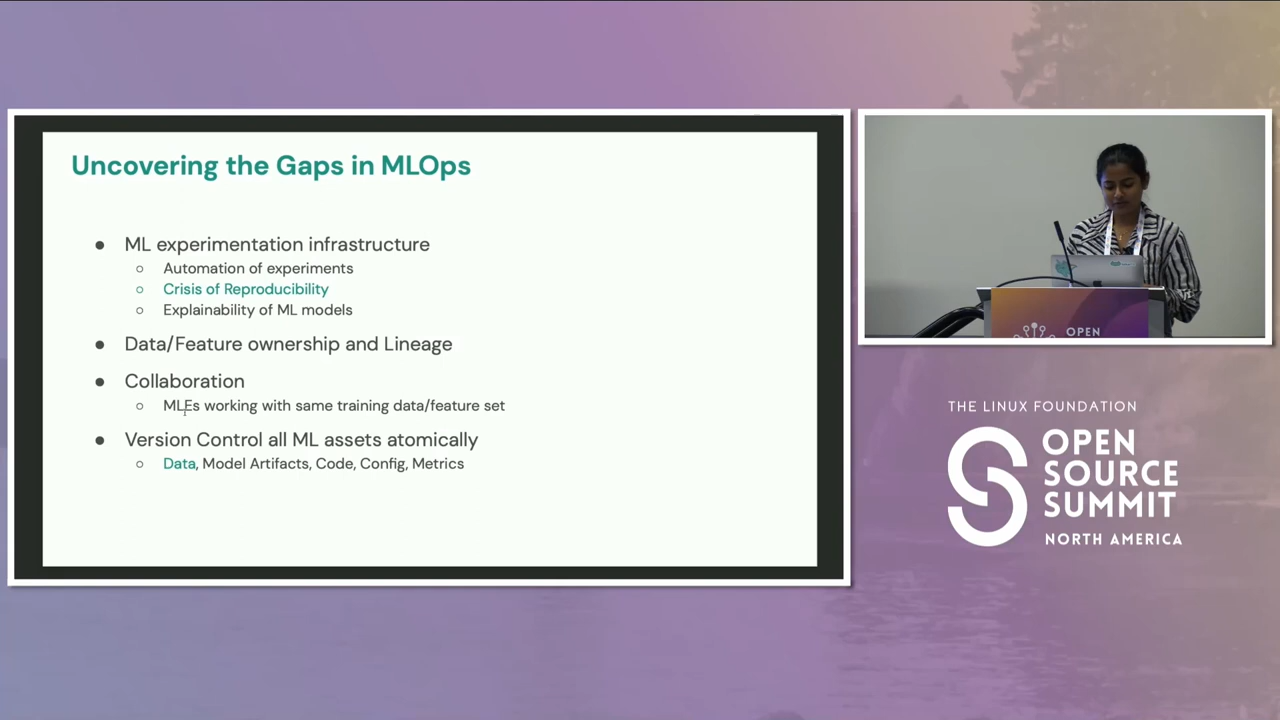 Uncovering the Gaps in MLOps
● ML experimentation infrastructure
○ Automation of experiments
○ Crisis of Reproducibility
○ Explainability of ML models
● Data/Feature ownership and Lineage
● Collaboration
○ MLEs working with same training data/feature set
● Version Control all ML assets atomically
○ Data, Model Artifacts, Code, Config, Metrics
OPEN
THE LINUX FOUNDATION
OPEN
SOURCE
SUMMIT
NORTH AMERICA